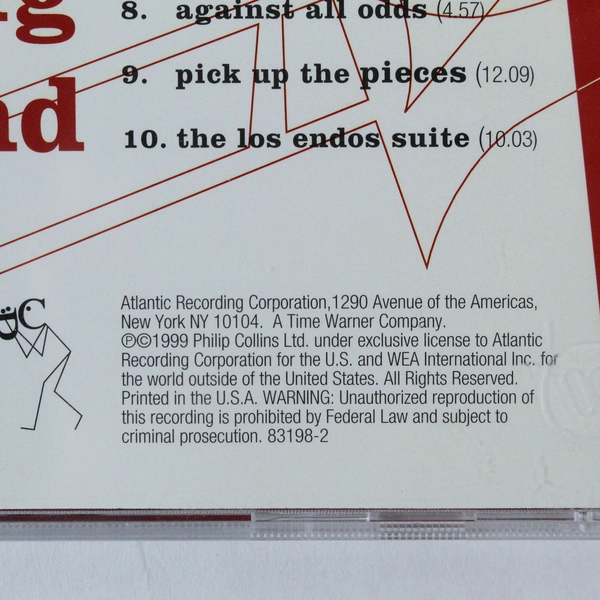 g
8. against all odds (4.57)
nd
9. pick up the pieces (12.09)
10. the los endos suite (10.03)
Atlantic Recording Corporation,1290 Avenue of the Americas,
New York NY 10104. A Time Warner Company.
℗©1999 Philip Collins Ltd. under exclusive license to Atlantic
Recording Corporation for the U.S. and WEA International Inc. for
the world outside of the United States. All Rights Reserved.
Printed in the U.S.A. WARNING: Unauthorized reproduction of
this recording is prohibited by Federal Law and subject to
criminal prosecution. 83198-2